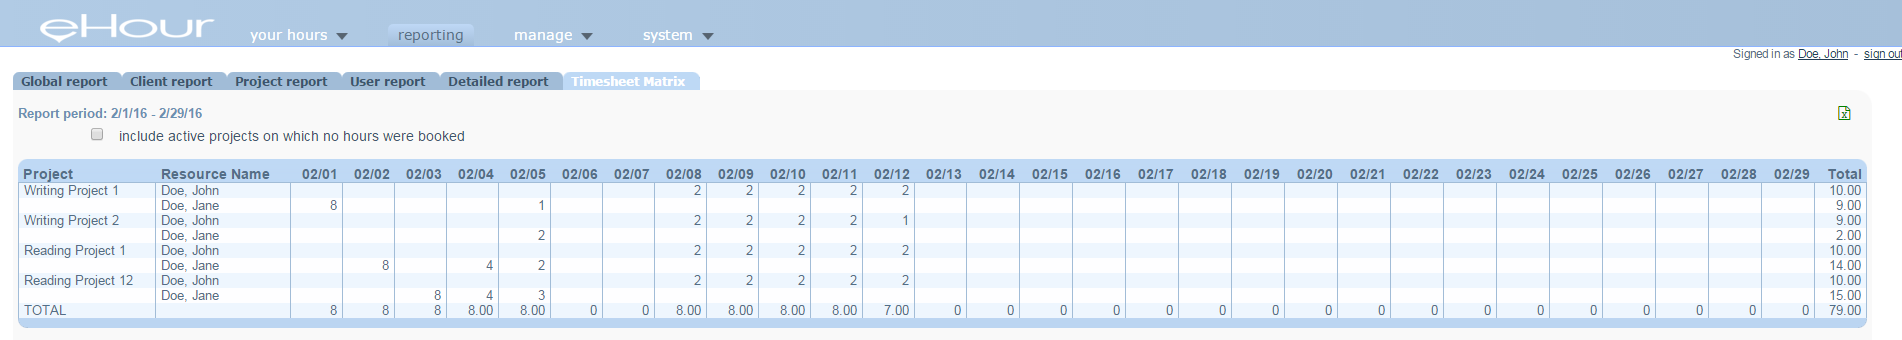 eHour
your hours reporting manage system
Signed in as Doe, John - sign out
Global report Client report Project report User report Detailed report Timesheet Matrix
Report period: 2/1/16 - 2/29/16
include active projects on which no hours were booked
Project Resource Name 02/01 02/02 02/03 02/04 02/05 02/06 02/07 02/08 02/09 02/10 02/11 02/12 02/13 02/14 02/15 02/16 02/17 02/18 02/19 02/20 02/21 02/22 02/23 02/24 02/25 02/26 02/27 02/28 02/29 Total
Writing Project 1 Doe, John 2 2 2 2 2 10.00
Doe, Jane 8 1 9.00
Writing Project 2 Doe, John 2 2 2 2 1 9.00
Doe, Jane 2 2.00
Reading Project 1 Doe, John 2 2 2 2 2 10.00
Doe, Jane 8 4 2 14.00
Reading Project 12 Doe, John 2 2 2 2 2 10.00
Doe, Jane 8 4 3 15.00
TOTAL 8 8 8 8.00 8.00 0 0 8.00 8.00 8.00 8.00 7.00 0 0 0 0 0 0 0 0 0 0 0 0 0 0 0 0 0 79.00